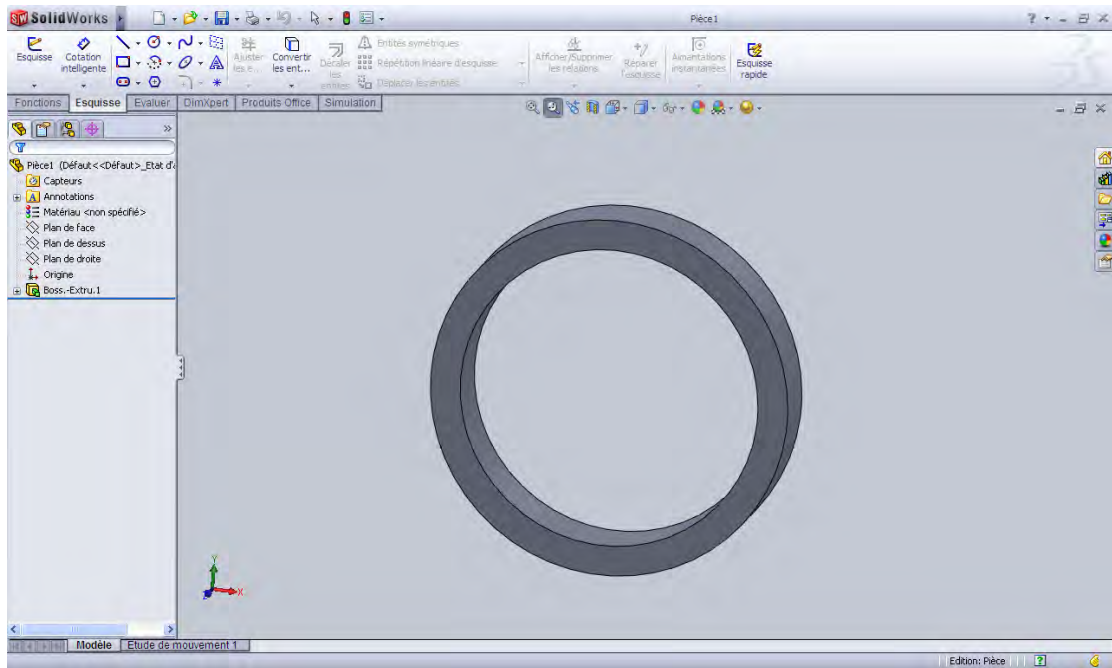 SolidWorks
Pièce1
Esquisse
Cotation intelligente
Ajuster les e...
Convertir les ent...
Décaler les entités
Entités symétriques
Répétition linéaire d'esquisse
Déplacer les entités
Afficher/Supprimer les relations
Réparer l'esquisse
Aimantations instantanées
Esquisse rapide
Fonctions Esquisse Evaluer DimXpert Produits Office Simulation
Pièce1 (Défaut<<Défaut>_Etat d'
Capteurs
Annotations
Matériau <non spécifié>
Plan de face
Plan de dessus
Plan de droite
Origine
Boss.-Extru.1
Y
X
Modèle Etude de mouvement 1
Edition: Pièce